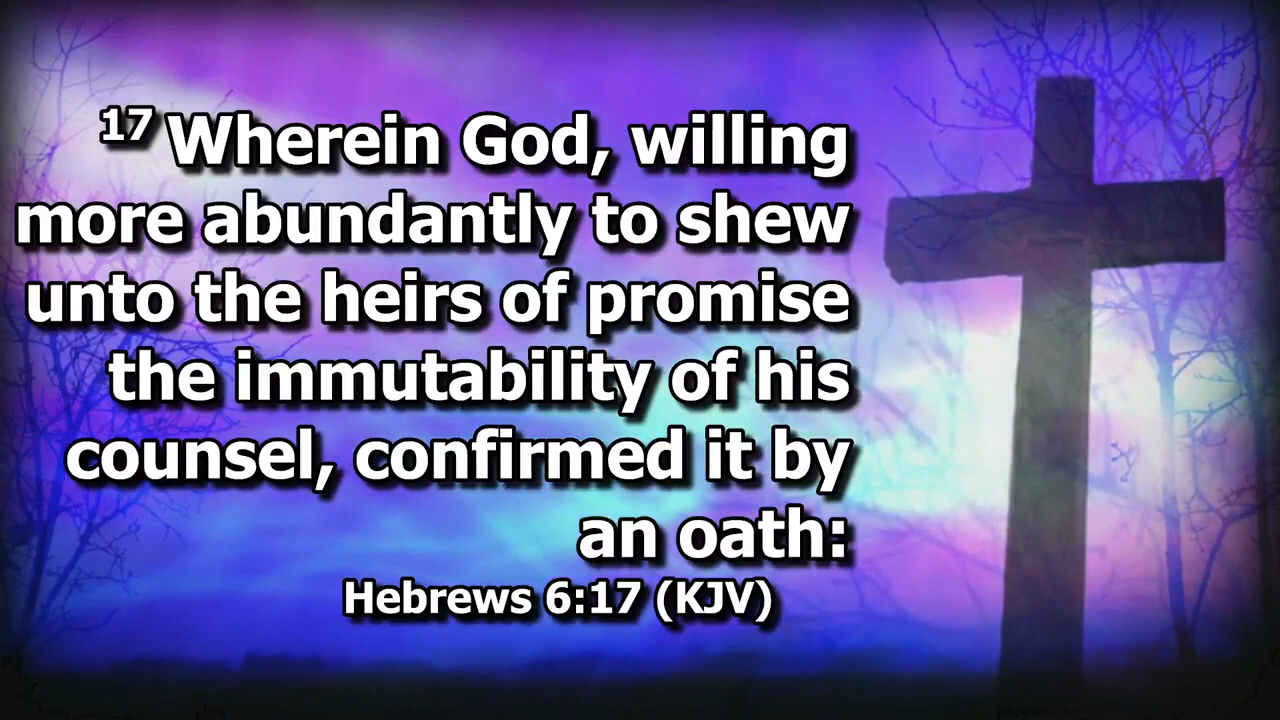 17 Wherein God, willing
more abundantly to shew
unto the heirs of promise
the immutability of his
counsel, confirmed it by
an oath:
Hebrews 6:17 (KJV)